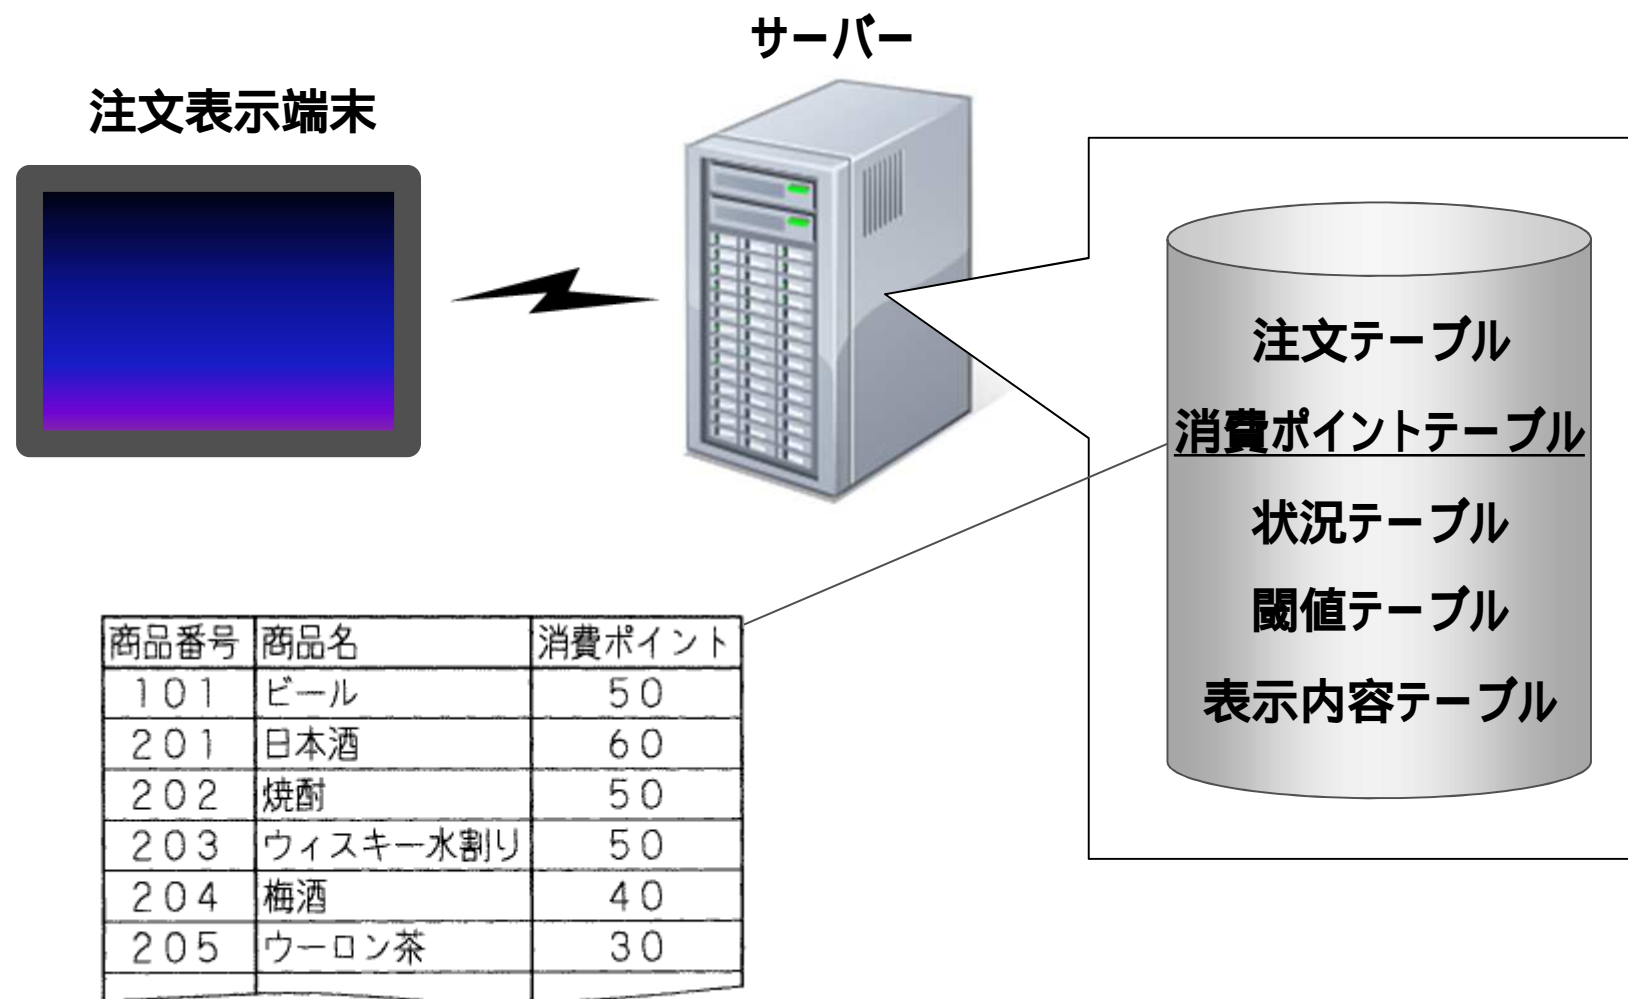 サーバー
注文表示端末
注文テーブル
消費ポイントテーブル
状況テーブル
閾値テーブル
表示内容テーブル
商品番号 商品名 消費ポイント
101 ビール 50
201 日本酒 60
202 焼酎 50
203 ウィスキー水割り 50
204 梅酒 40
205 ウーロン茶 30